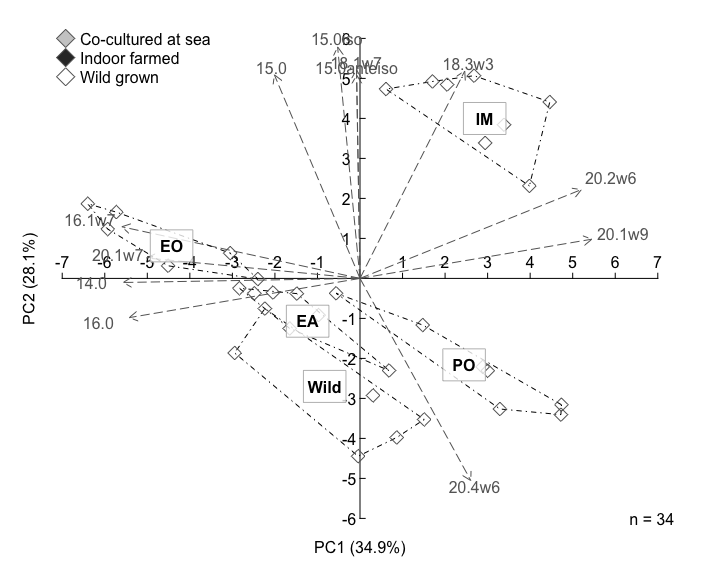 Co-cultured at sea
Indoor farmed
Wild grown
15.0iso
18.1w7
15.0anteiso
15.0
18.3w3
IM
20.2w6
20.1w9
16.1w7
EO
20.1w7
14.0
16.0
EA
PO
Wild
20.4w6
6
5
4
3
2
1
-7 -6 -5 -4 -3 -2 -1 1 2 3 4 5 6 7
-1
-2
-3
-4
-5
-6
PC2 (28.1%)
PC1 (34.9%)
n = 34